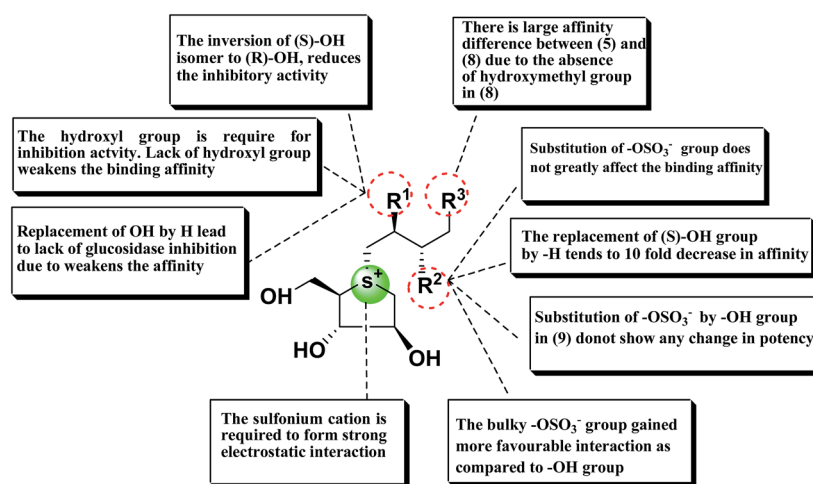 The inversion of (S)-OH
isomer to (R)-OH, reduces
the inhibitory activity
There is large affinity
difference between (5) and
(8) due to the absence
of hydroxymethyl group
in (8)
The hydroxyl group is require for
inhibition actvity. Lack of hydroxyl group
weakens the binding affinity
Substitution of -OSO₃⁻ group does
not greatly affect the binding affinity
Replacement of OH by H lead
to lack of glucosidase inhibition
due to weakens the affinity
The replacement of (S)-OH group
by -H tends to 10 fold decrease in affinity
R¹
R³
S⁺
R²
OH
HO
OH
Substitution of -OSO₃⁻ by -OH group
in (9) donot show any change in potency
The sulfonium cation is
required to form strong
electrostatic interaction
The bulky -OSO₃⁻ group gained
more favourable interaction as
compared to -OH group